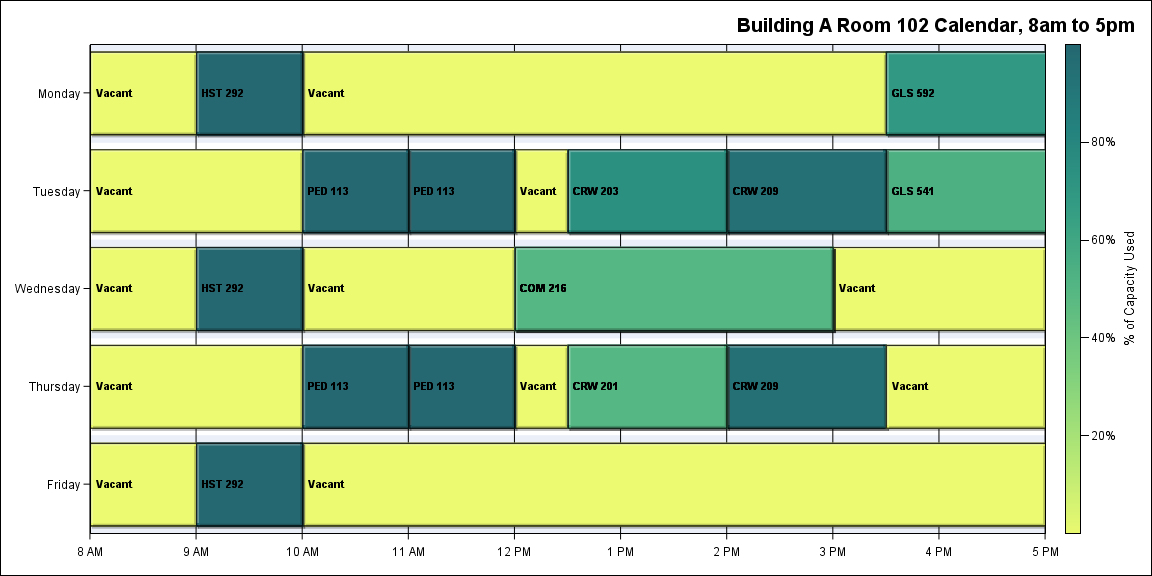 Building A Room 102 Calendar, 8am to 5pm
Monday
Vacant
HST 292
Vacant
GLS 592
Tuesday
Vacant
PED 113
PED 113
Vacant
CRW 203
CRW 209
GLS 541
Wednesday
Vacant
HST 292
Vacant
COM 216
Vacant
Thursday
Vacant
PED 113
PED 113
Vacant
CRW 201
CRW 209
Vacant
Friday
Vacant
HST 292
Vacant
8 AM
9 AM
10 AM
11 AM
12 PM
1 PM
2 PM
3 PM
4 PM
5 PM
80%
60%
40%
20%
% of Capacity Used